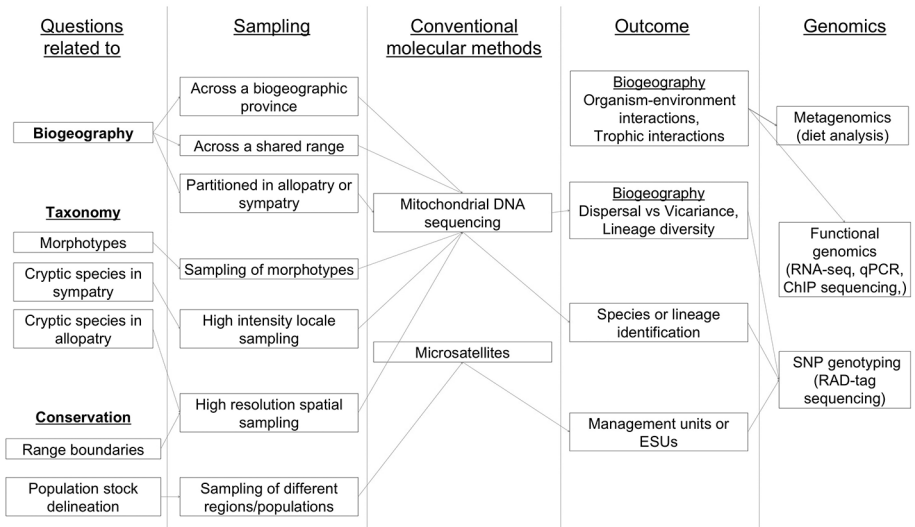 Questions
related to
Sampling
Conventional
molecular methods
Outcome
Genomics
Biogeography
Taxonomy
Morphotypes
Cryptic species in
sympatry
Cryptic species in
allopatry
Conservation
Range boundaries
Population stock
delineation
Across a biogeographic
province
Across a shared range
Partitioned in allopatry or
sympatry
Sampling of morphotypes
High intensity locale
sampling
High resolution spatial
sampling
Sampling of different
regions/populations
Mitochondrial DNA
sequencing
Microsatellites
Biogeography
Organism-environment
interactions,
Trophic interactions
Biogeography
Dispersal vs Vicariance,
Lineage diversity
Species or lineage
identification
Management units or
ESUs
Metagenomics
(diet analysis)
Functional
genomics
(RNA-seq, qPCR,
ChIP sequencing,)
SNP genotyping
(RAD-tag
sequencing)